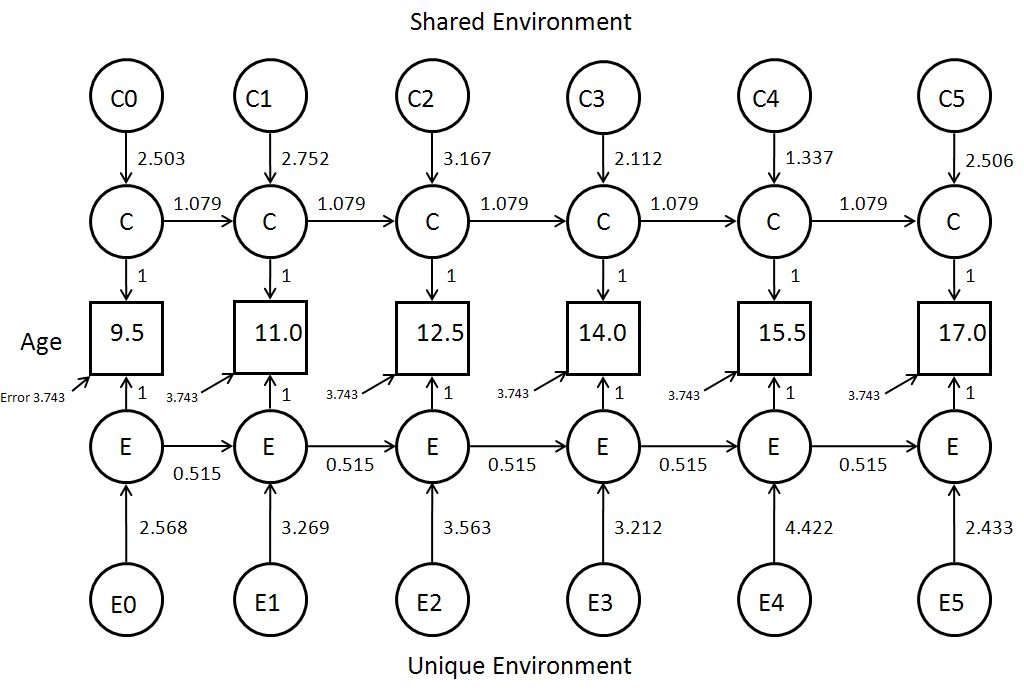 Shared Environment
C0 C1 C2 C3 C4 C5
2.503 2.752 3.167 2.112 1.337 2.506
1.079 1.079 1.079 1.079 1.079
C C C C C C
1 1 1 1 1 1
Age 9.5 11.0 12.5 14.0 15.5 17.0
Error 3.743 3.743 3.743 3.743 3.743 3.743
1 1 1 1 1 1
E E E E E E
0.515 0.515 0.515 0.515 0.515
2.568 3.269 3.563 3.212 4.422 2.433
E0 E1 E2 E3 E4 E5
Unique Environment